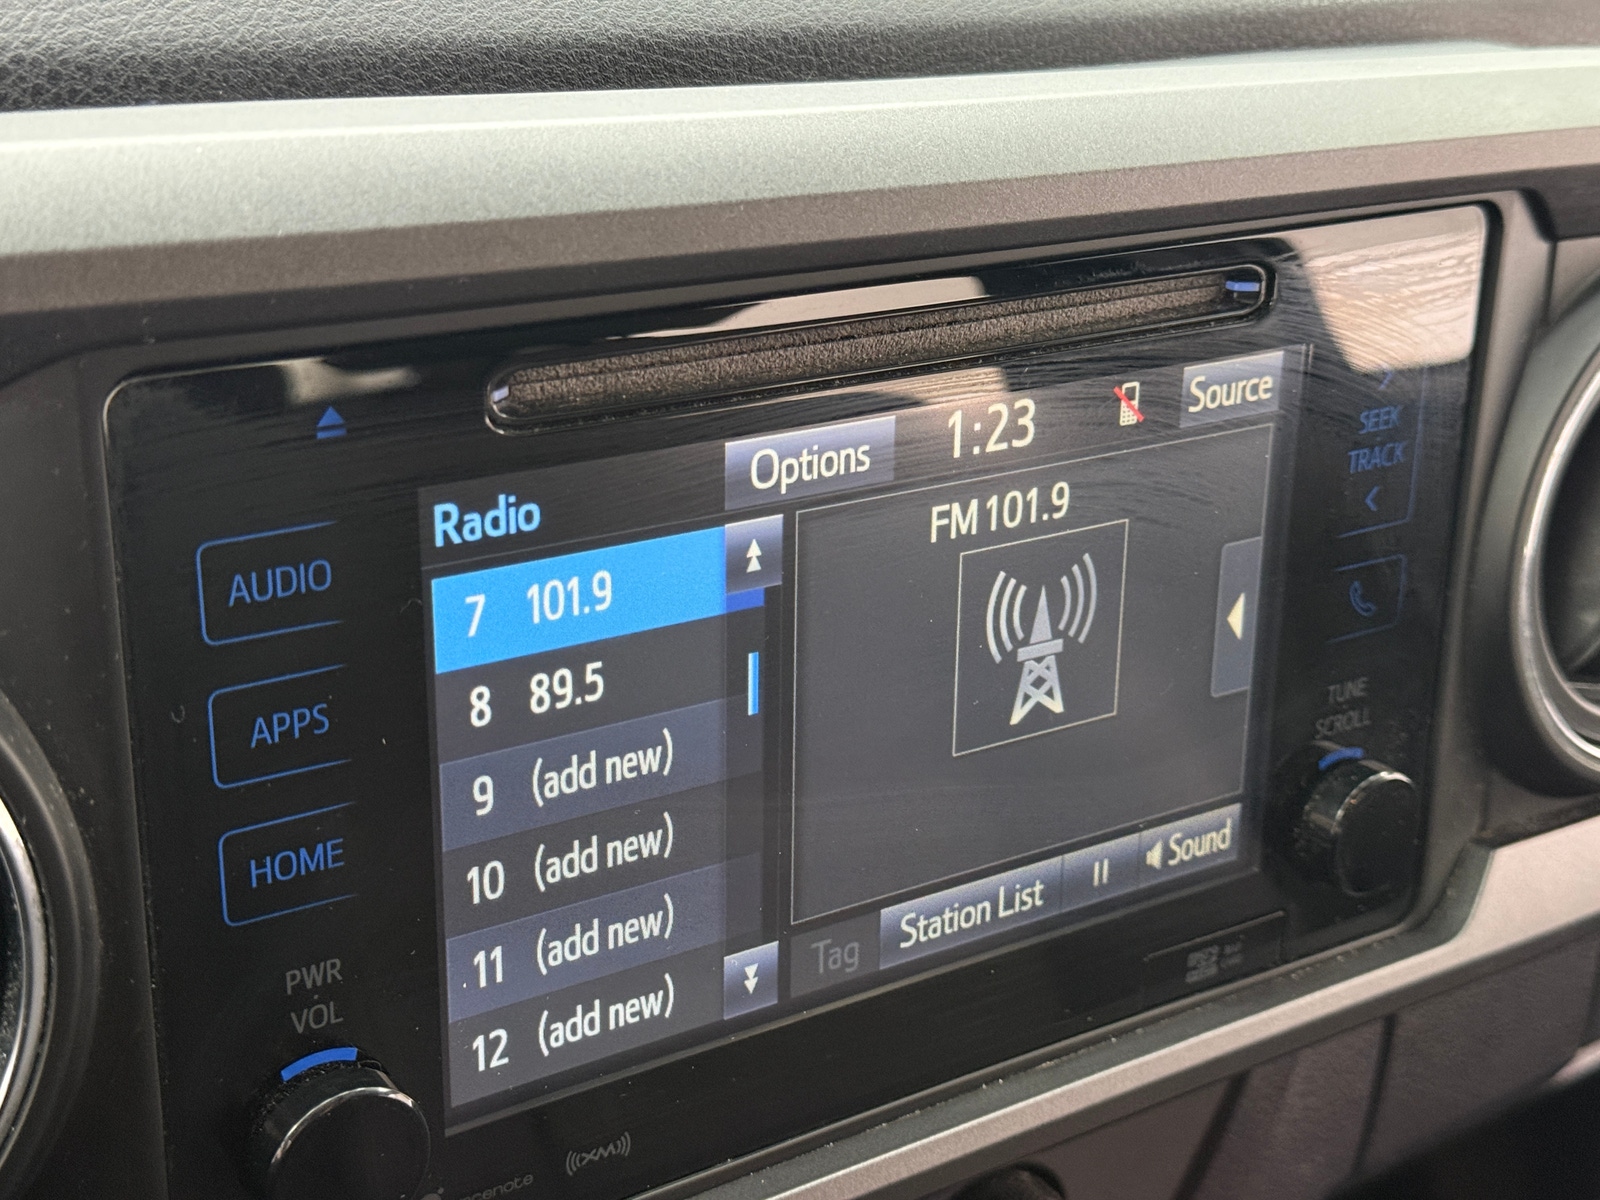 Options
1:23
Source
Radio
FM 101.9
7 101.9
8 89.5
9 (add new)
10 (add new)
11 (add new)
12 (add new)
Tag
Station List
Sound
AUDIO
APPS
HOME
PWR
VOL
SEEK
TRACK
TUNE
SCROLL
((XM))